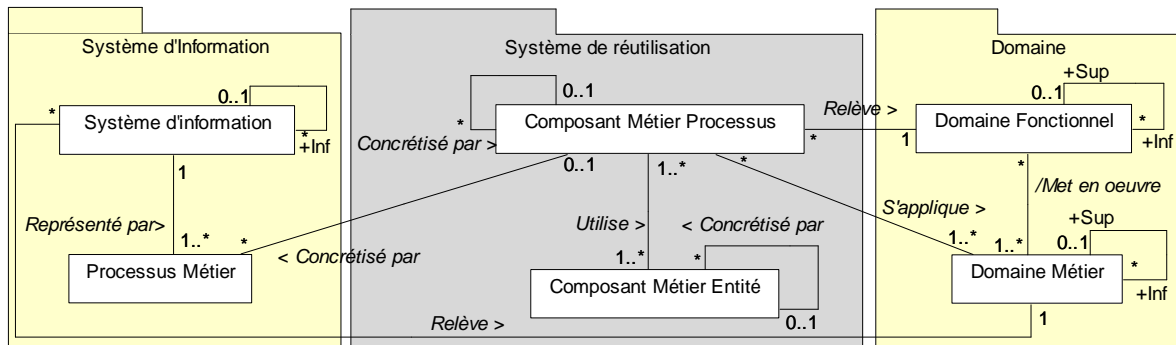 Système d'Information
Système d'information
0..1
*
*
+Inf
1
Représenté par>
1..*
*
Processus Métier
Système de réutilisation
0..1
*
Composant Métier Processus
*
Concrétisé par >
0..1
1..*
*
Utilise >
< Concrétisé par
< Concrétisé par
1..*
*
Composant Métier Entité
0..1
Relève >
Domaine
+Sup
0..1
Relève >
Domaine Fonctionnel
*
1
+Inf
*
/Met en oeuvre
S'applique >
+Sup
1..*
1..*
0..1
Domaine Métier
*
+Inf
1